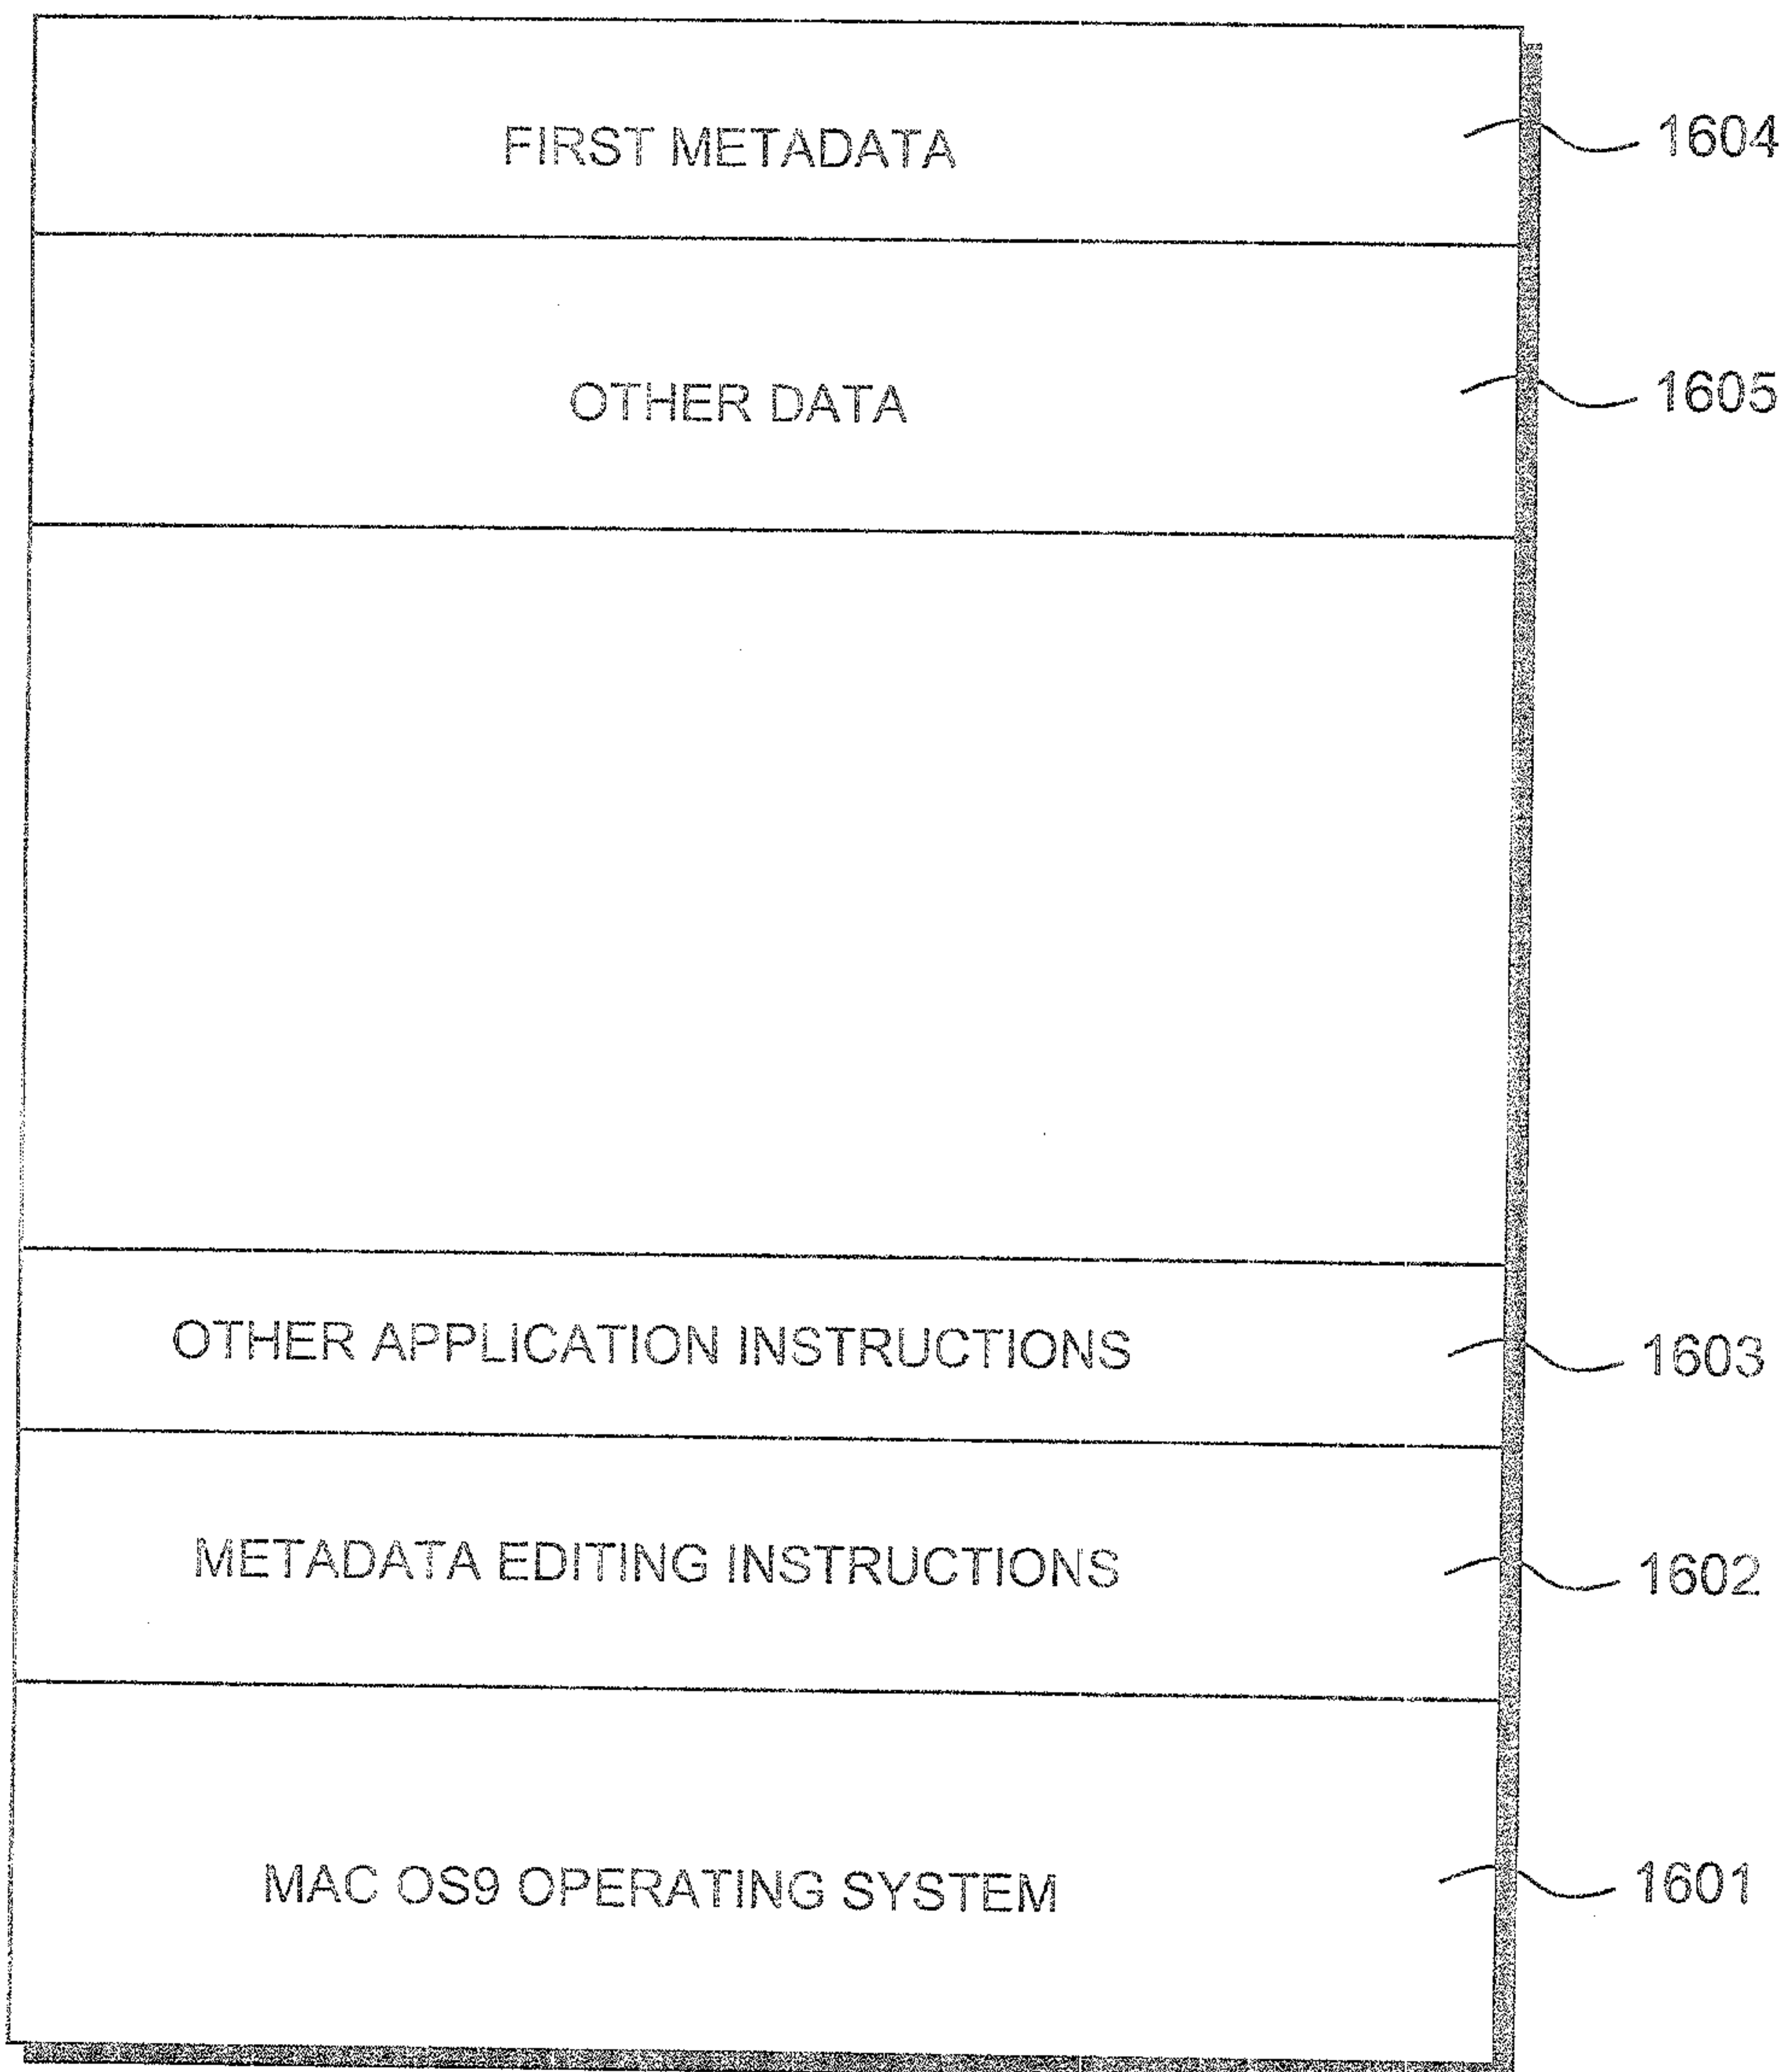 FIRST METADATA 1604
OTHER DATA 1605
OTHER APPLICATION INSTRUCTIONS 1603
METADATA EDITING INSTRUCTIONS 1602
MAC OS9 OPERATING SYSTEM 1601